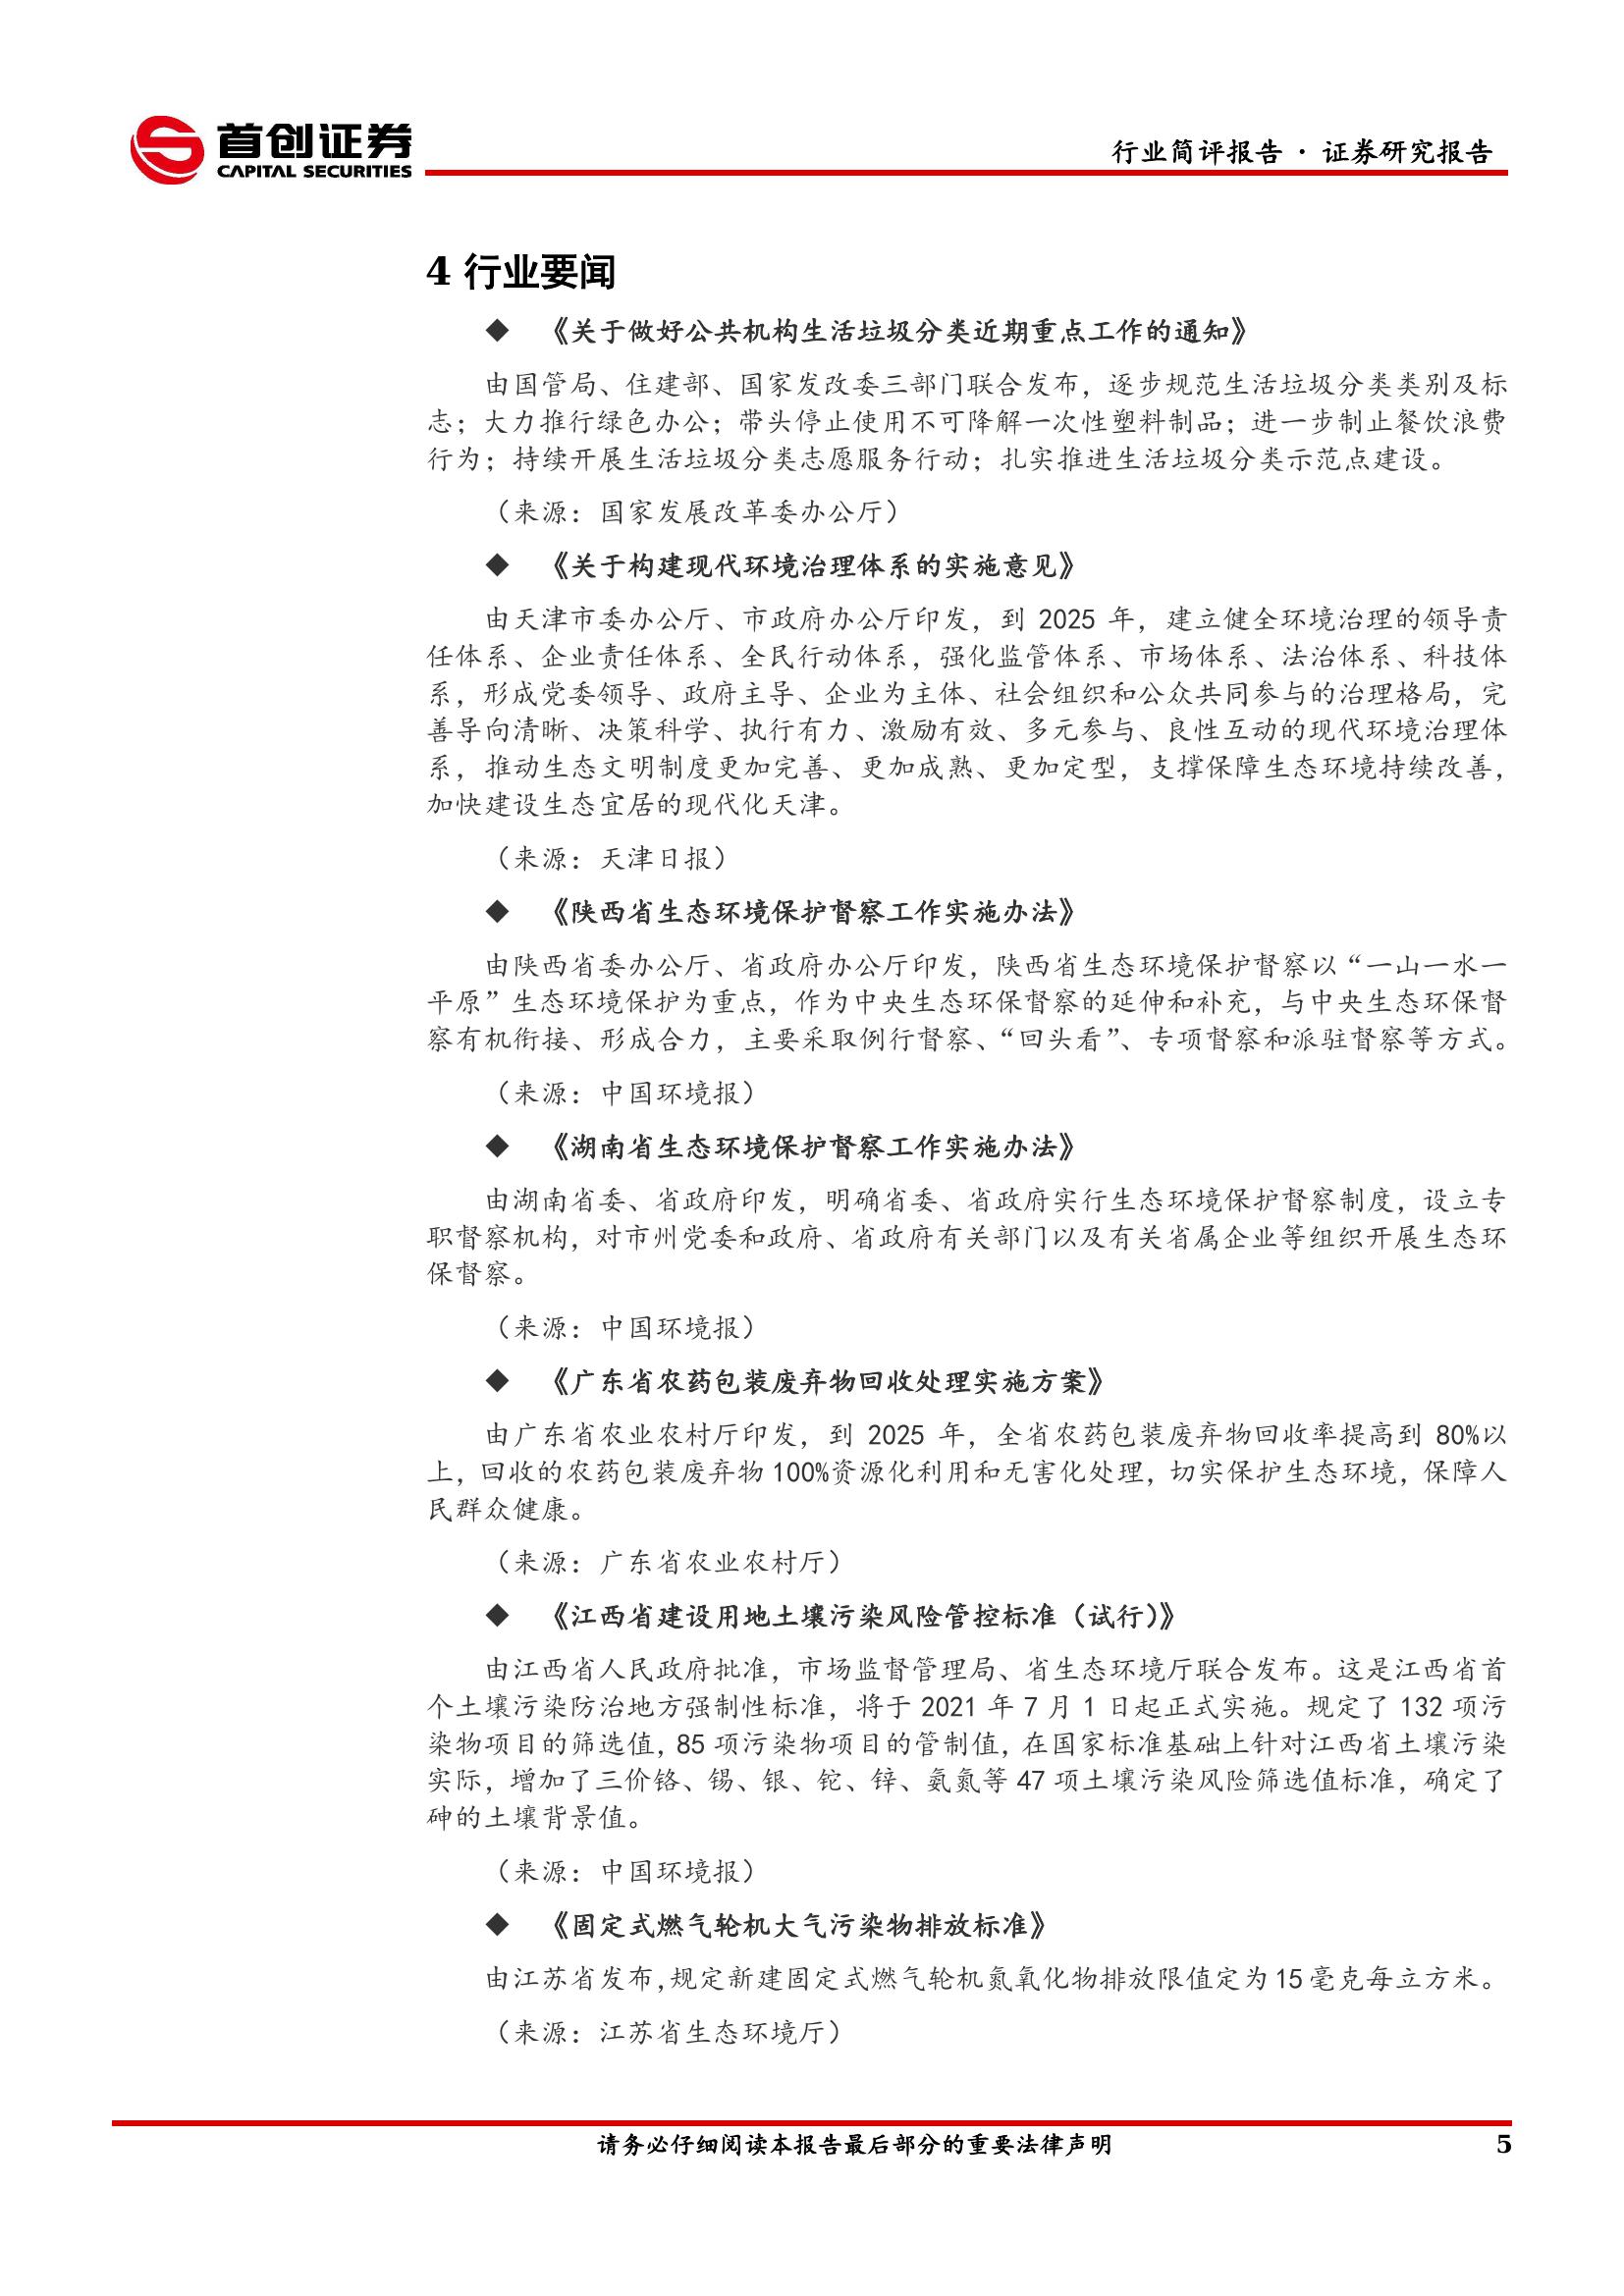 首创证券
CAPITAL SECURITIES
行业简评报告 · 证券研究报告
4 行业要闻
◆ 《关于做好公共机构生活垃圾分类近期重点工作的通知》
由国管局、住建部、国家发改委三部门联合发布，逐步规范生活垃圾分类类别及标
志；大力推行绿色办公；带头停止使用不可降解一次性塑料制品；进一步制止餐饮浪费
行为；持续开展生活垃圾分类志愿服务行动；扎实推进生活垃圾分类示范点建设。
（来源：国家发展改革委办公厅）
◆ 《关于构建现代环境治理体系的实施意见》
由天津市委办公厅、市政府办公厅印发，到 2025 年，建立健全环境治理的领导责
任体系、企业责任体系、全民行动体系，强化监管体系、市场体系、法治体系、科技体
系，形成党委领导、政府主导、企业为主体、社会组织和公众共同参与的治理格局，完
善导向清晰、决策科学、执行有力、激励有效、多元参与、良性互动的现代环境治理体
系，推动生态文明制度更加完善、更加成熟、更加定型，支撑保障生态环境持续改善，
加快建设生态宜居的现代化天津。
（来源：天津日报）
◆ 《陕西省生态环境保护督察工作实施办法》
由陕西省委办公厅、省政府办公厅印发，陕西省生态环境保护督察以“一山一水一
平原”生态环境保护为重点，作为中央生态环保督察的延伸和补充，与中央生态环保督
察有机衔接、形成合力，主要采取例行督察、“回头看”、专项督察和派驻督察等方式。
（来源：中国环境报）
◆ 《湖南省生态环境保护督察工作实施办法》
由湖南省委、省政府印发，明确省委、省政府实行生态环境保护督察制度，设立专
职督察机构，对市州党委和政府、省政府有关部门以及有关省属企业等组织开展生态环
保督察。
（来源：中国环境报）
◆ 《广东省农药包装废弃物回收处理实施方案》
由广东省农业农村厅印发，到 2025 年，全省农药包装废弃物回收率提高到 80%以
上，回收的农药包装废弃物 100%资源化利用和无害化处理，切实保护生态环境，保障人
民群众健康。
（来源：广东省农业农村厅）
◆ 《江西省建设用地土壤污染风险管控标准（试行）》
由江西省人民政府批准，市场监督管理局、省生态环境厅联合发布。这是江西省首
个土壤污染防治地方强制性标准，将于 2021 年 7 月 1 日起正式实施。规定了 132 项污
染物项目的筛选值，85 项污染物项目的管制值，在国家标准基础上针对江西省土壤污染
实际，增加了三价铬、锡、银、铊、锌、氨氮等 47 项土壤污染风险筛选值标准，确定了
砷的土壤背景值。
（来源：中国环境报）
◆ 《固定式燃气轮机大气污染物排放标准》
由江苏省发布,规定新建固定式燃气轮机氮氧化物排放限值定为 15 毫克每立方米。
（来源：江苏省生态环境厅）
请务必仔细阅读本报告最后部分的重要法律声明
5